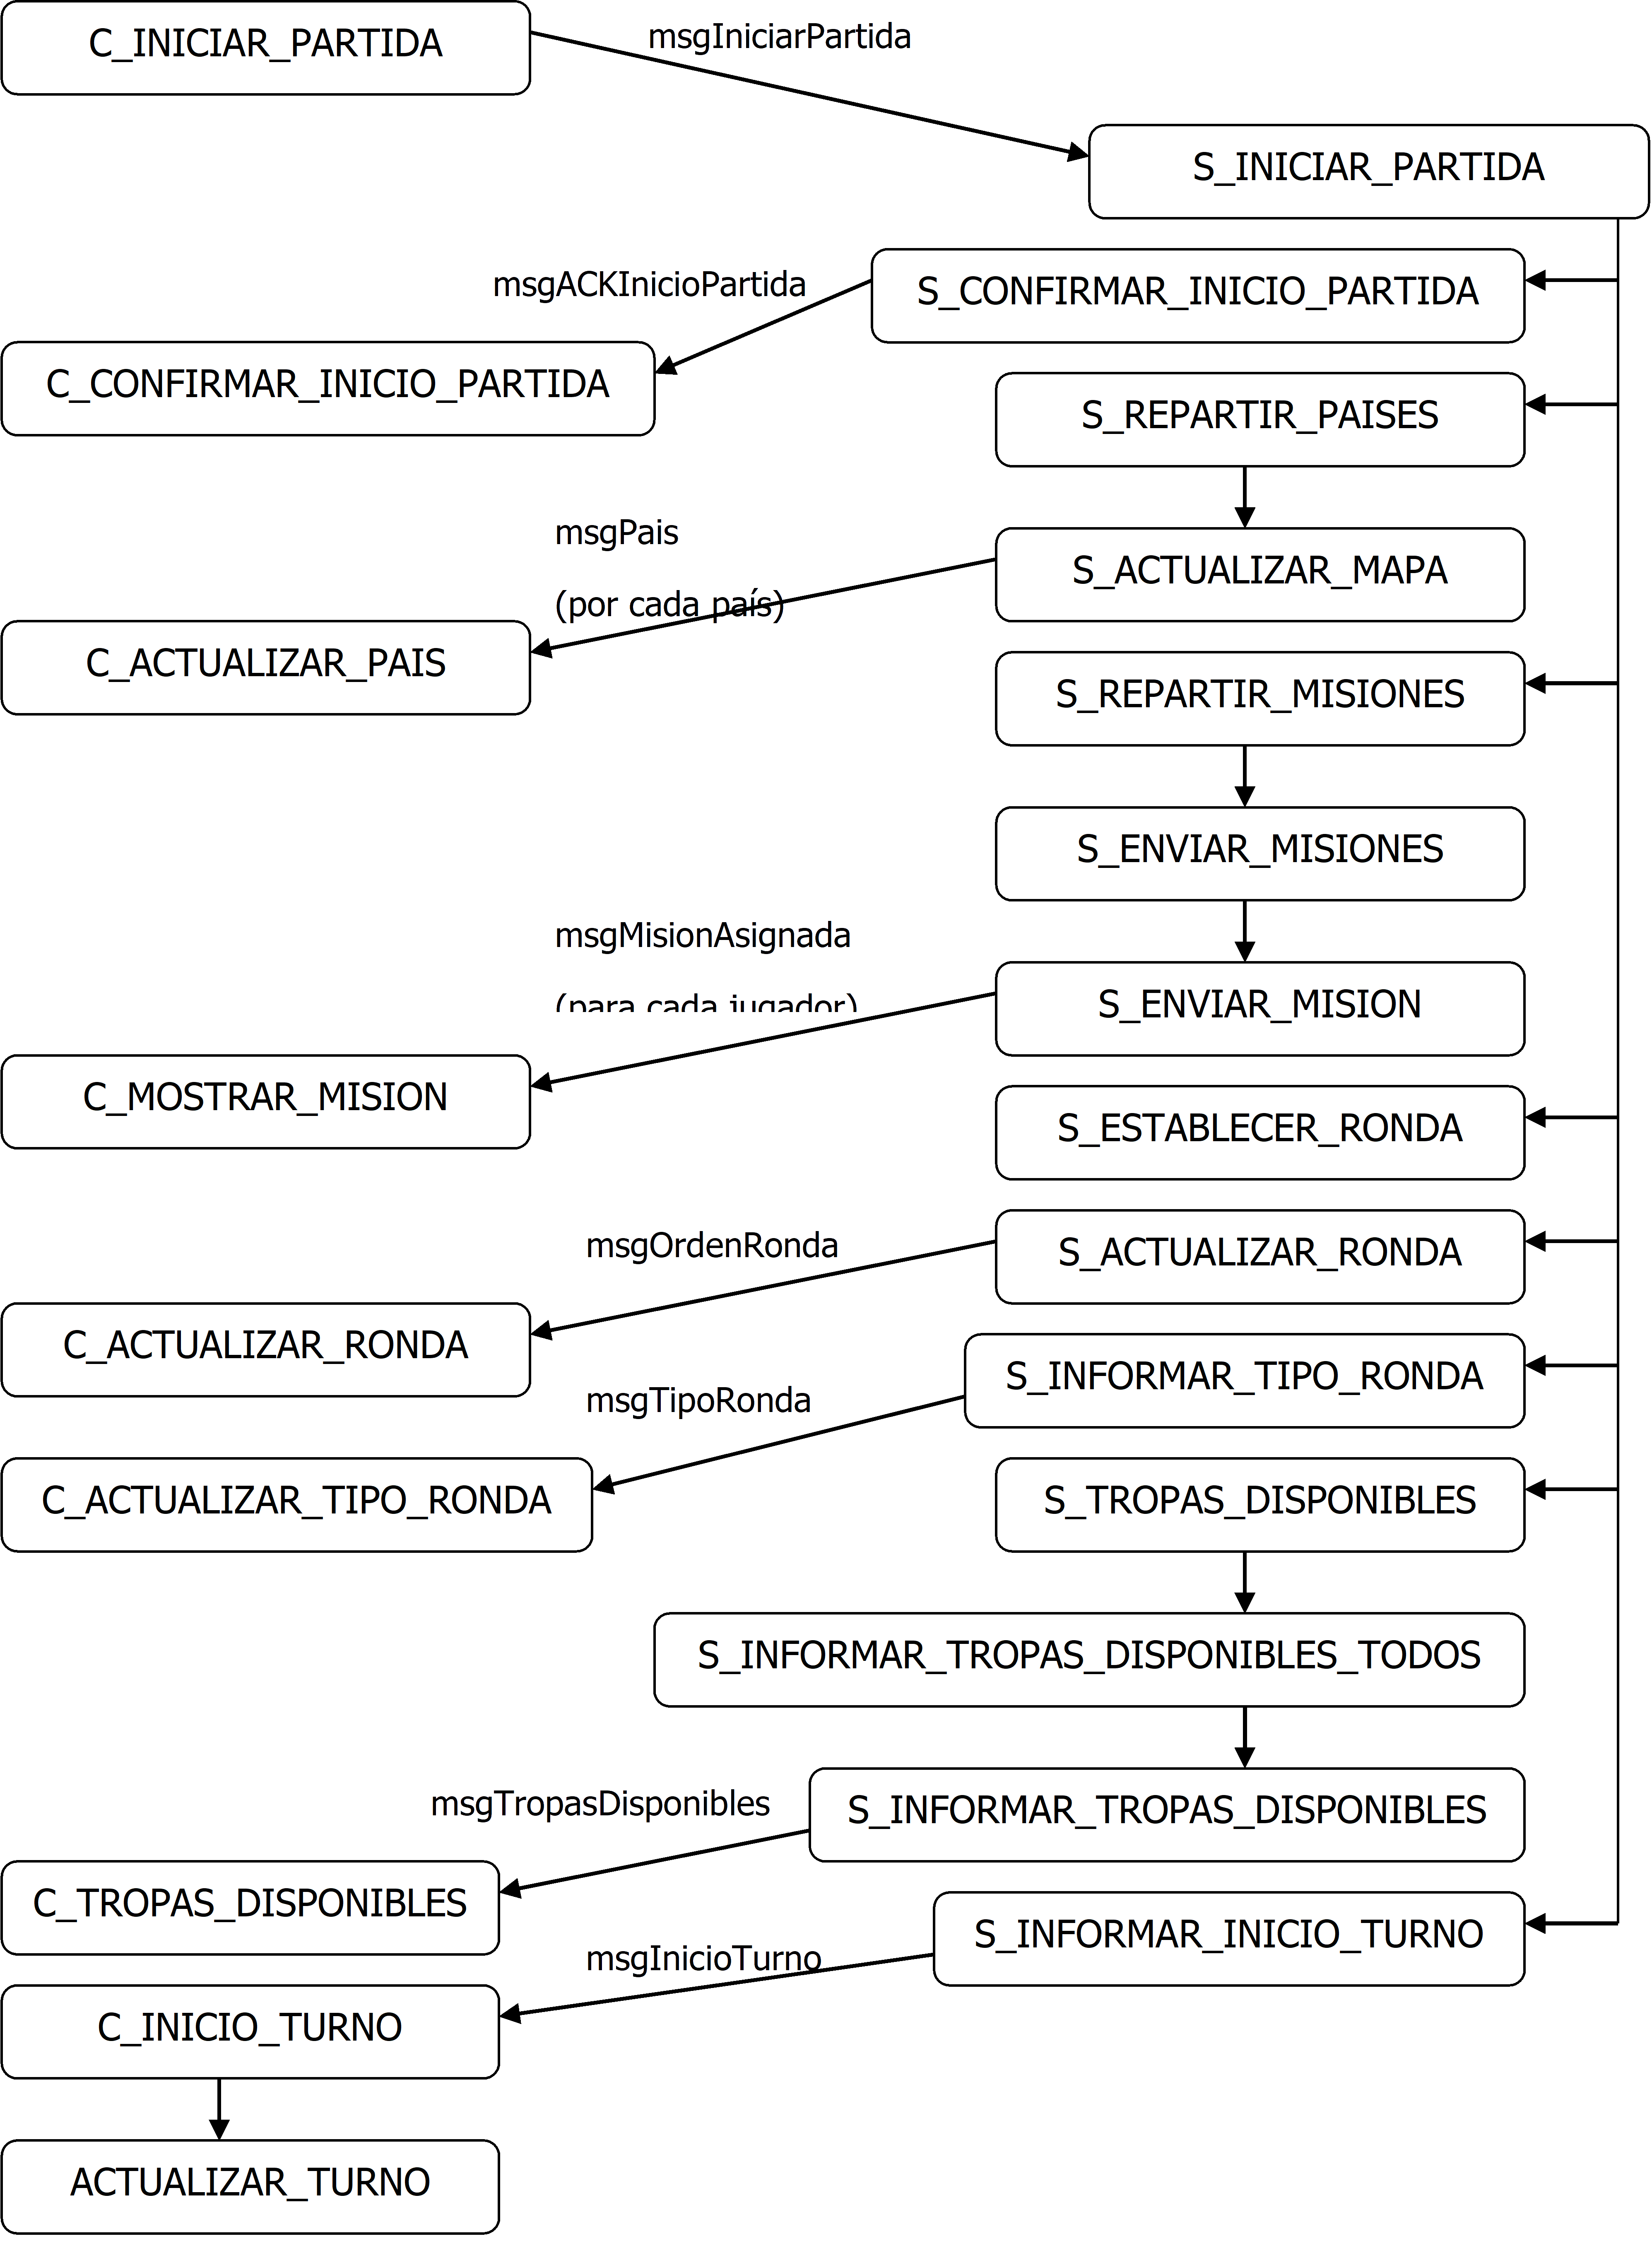 C_INICIAR_PARTIDA
msgIniciarPartida
S_INICIAR_PARTIDA
msgACKInicioPartida
S_CONFIRMAR_INICIO_PARTIDA
C_CONFIRMAR_INICIO_PARTIDA
S_REPARTIR_PAISES
msgPais
(por cada país)
S_ACTUALIZAR_MAPA
C_ACTUALIZAR_PAIS
S_REPARTIR_MISIONES
S_ENVIAR_MISIONES
msgMisionAsignada
(para cada jugador)
S_ENVIAR_MISION
C_MOSTRAR_MISION
S_ESTABLECER_RONDA
msgOrdenRonda
S_ACTUALIZAR_RONDA
C_ACTUALIZAR_RONDA
S_INFORMAR_TIPO_RONDA
msgTipoRonda
C_ACTUALIZAR_TIPO_RONDA
S_TROPAS_DISPONIBLES
S_INFORMAR_TROPAS_DISPONIBLES_TODOS
msgTropasDisponibles
S_INFORMAR_TROPAS_DISPONIBLES
C_TROPAS_DISPONIBLES
S_INFORMAR_INICIO_TURNO
msgInicioTurno
C_INICIO_TURNO
ACTUALIZAR_TURNO